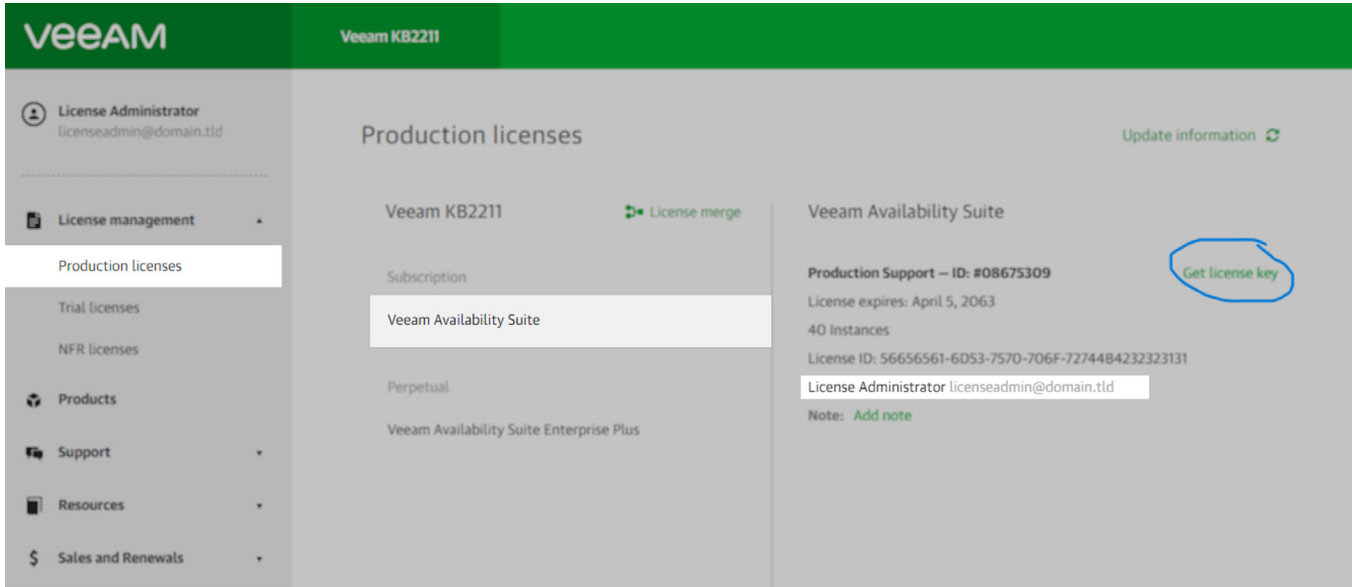 veeAM
Veeam KB2211
License Administrator
licenseadmin@domain.tld
License management
Production licenses
Trial licenses
NFR licenses
Products
Support
Resources
$ Sales and Renewals
Production licenses
Update information
Veeam KB2211
License merge
Subscription
Veeam Availability Suite
Perpetual
Veeam Availability Suite Enterprise Plus
Veeam Availability Suite
Production Support – ID: #08675309
Get license key
License expires: April 5, 2063
40 Instances
License ID: 56656561-6D53-7570-706F-72744B4232323131
License Administrator licenseadmin@domain.tld
Note: Add note